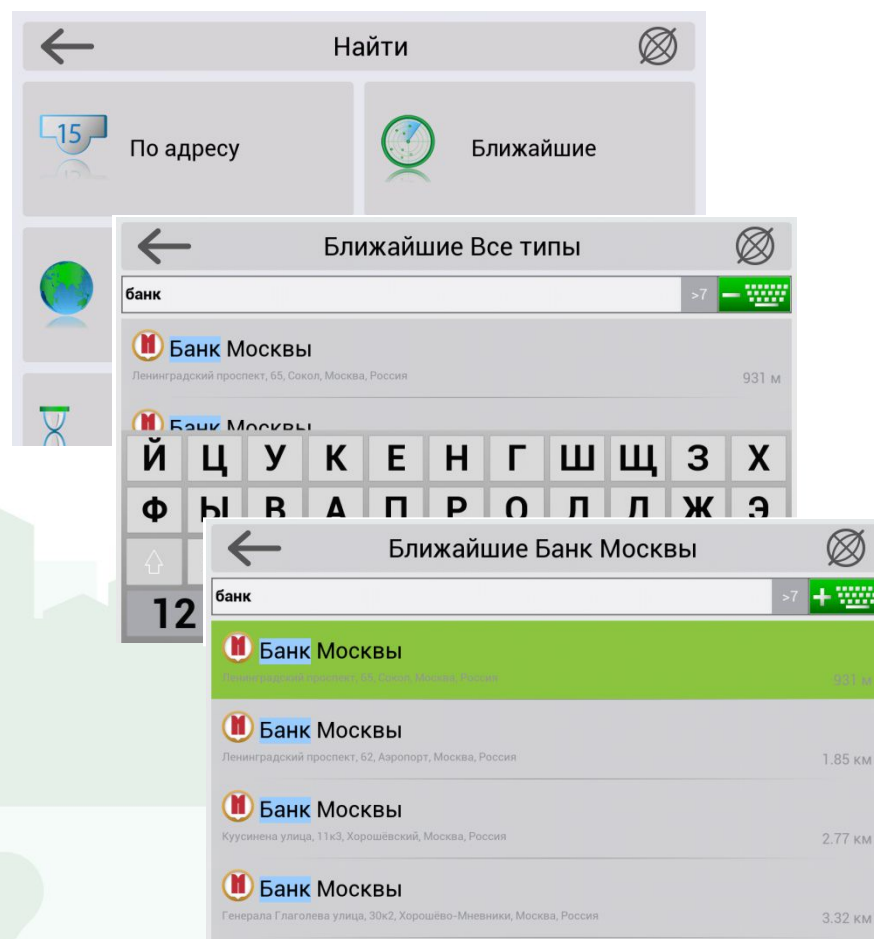 Найти
15
По адресу
Ближайшие
Ближайшие Все типы
банк
>7
Банк Москвы
Ленинградский проспект, 65, Сокол, Москва, Россия
931 м
Банк Москвы
Й Ц У К Е Н Г Ш Щ З Х
Ф Ы В А П Р О Л Д Ж Э
12
Ближайшие Банк Москвы
банк
>7
Банк Москвы
Ленинградский проспект, 65, Сокол, Москва, Россия
931 м
Банк Москвы
Ленинградский проспект, 62, Аэропорт, Москва, Россия
1.85 км
Банк Москвы
Куусинена улица, 11к3, Хорошёвский, Москва, Россия
2.77 км
Банк Москвы
Генерала Глаголева улица, 30к2, Хорошёво-Мневники, Москва, Россия
3.32 км